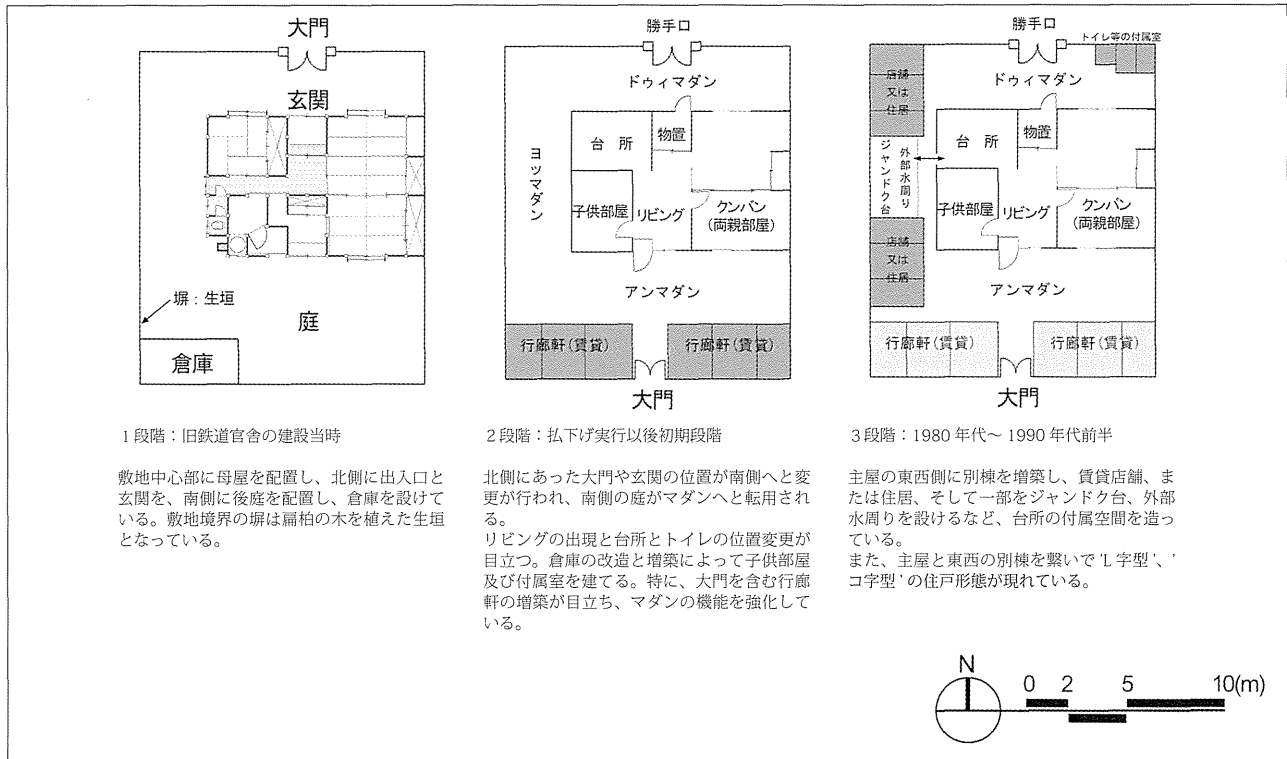 大門
玄関
塀：生垣
庭
倉庫
勝手口
ドゥィマダン
台 所
物置
ヨッマダン
子供部屋
リビング
クンバン
(両親部屋)
アンマダン
行廊軒(賃貸)
行廊軒(賃貸)
大門
勝手口
トイレ等の付属室
店舗
又は
住居
ドゥィマダン
台 所
物置
外部水周り
ジャンドク台
子供部屋
リビング
クンバン
(両親部屋)
店舗
又は
住居
アンマダン
行廊軒(賃貸)
行廊軒(賃貸)
大門
1段階：旧鉄道官舎の建設当時
敷地中心部に母屋を配置し、北側に出入口と
玄関を、南側に後庭を配置し、倉庫を設けて
いる。敷地境界の塀は扁柏の木を植えた生垣
となっている。
2段階：払下げ実行以後初期段階
北側にあった大門や玄関の位置が南側へと変
更が行われ、南側の庭がマダンへと転用され
る。
リビングの出現と台所とトイレの位置変更が
目立つ。倉庫の改造と増築によって子供部屋
及び付属室を建てる。特に、大門を含む行廊
軒の増築が目立ち、マダンの機能を強化して
いる。
3段階：1980年代～1990年代前半
主屋の東西側に別棟を増築し、賃貸店舗、ま
たは住居、そして一部をジャンドク台、外部
水周りを設けるなど、台所の付属空間を造っ
ている。
また、主屋と東西の別棟を繋いで'L字型'、'
コ字型'の住戸形態が現れている。
N
0 2 5 10(m)